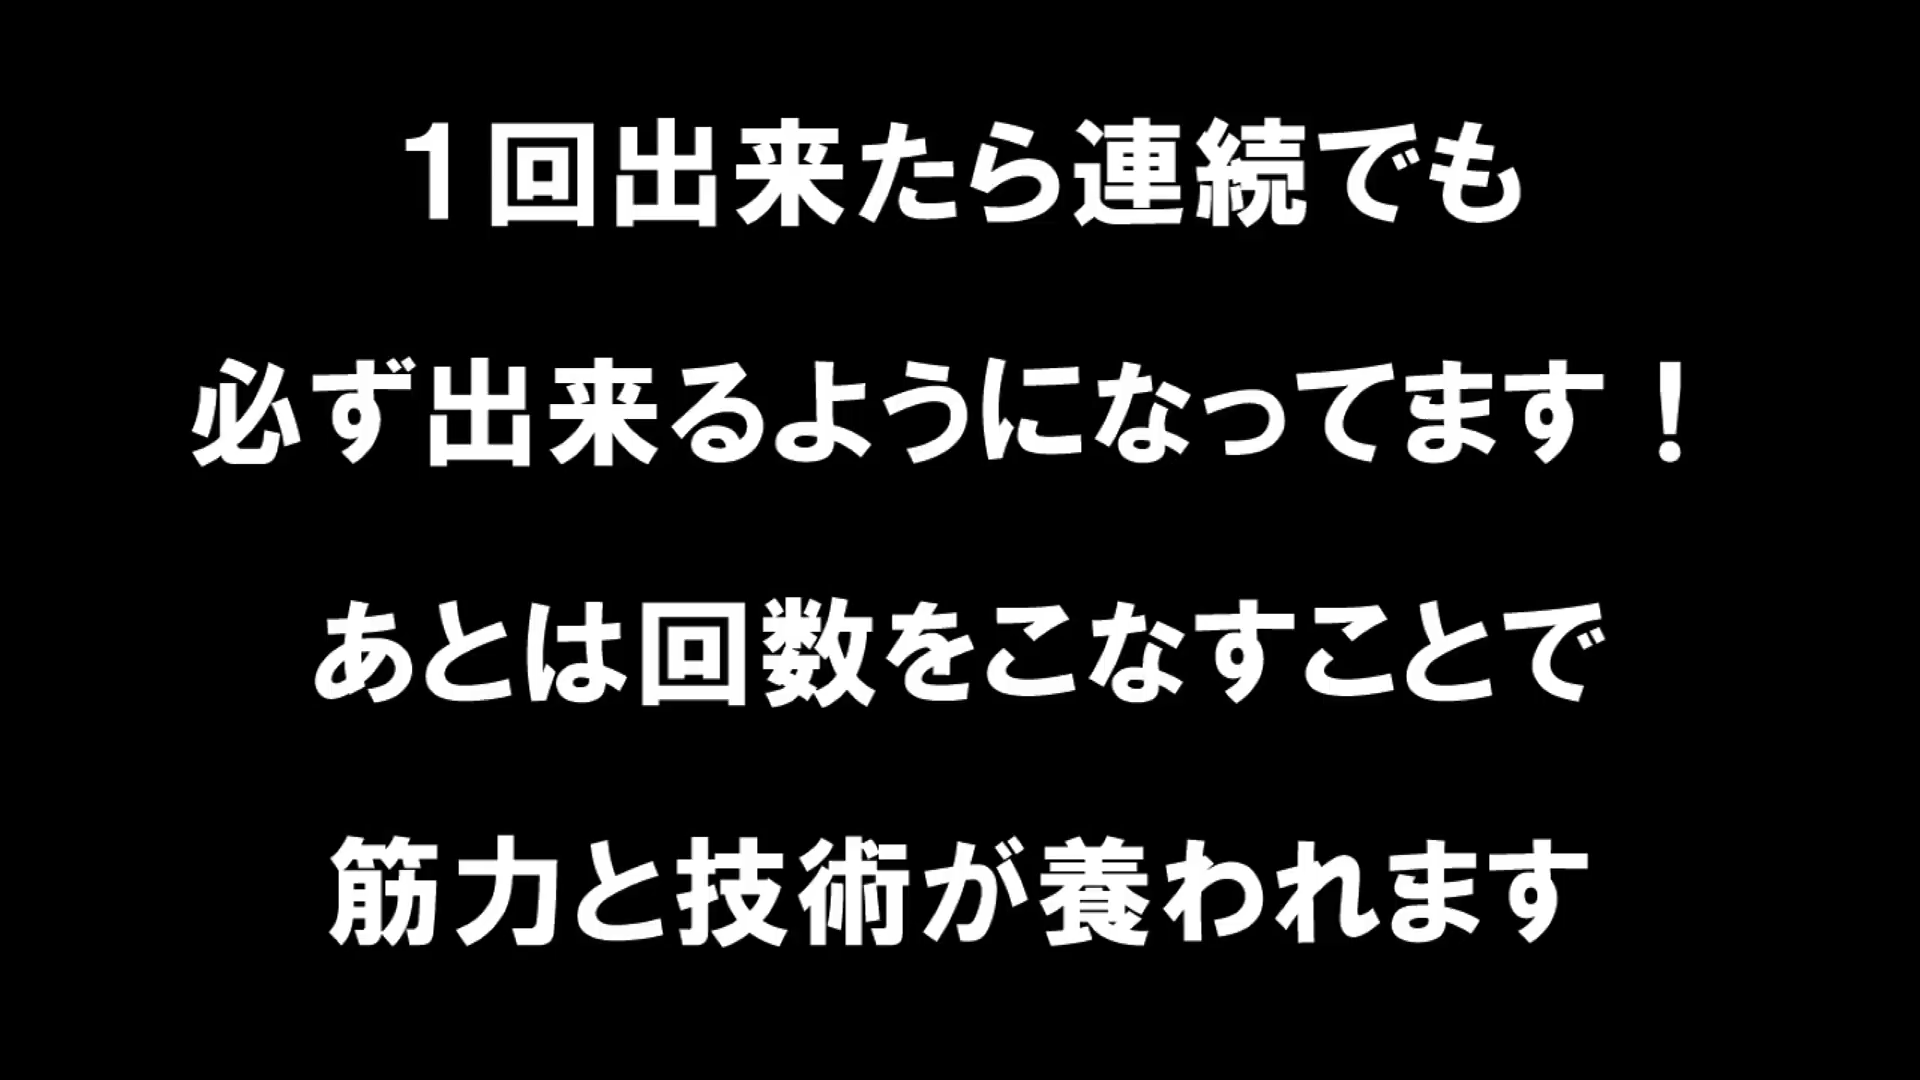 １回出来たら連続でも
必ず出来るようになってます！
あとは回数をこなすことで
筋力と技術が養われます